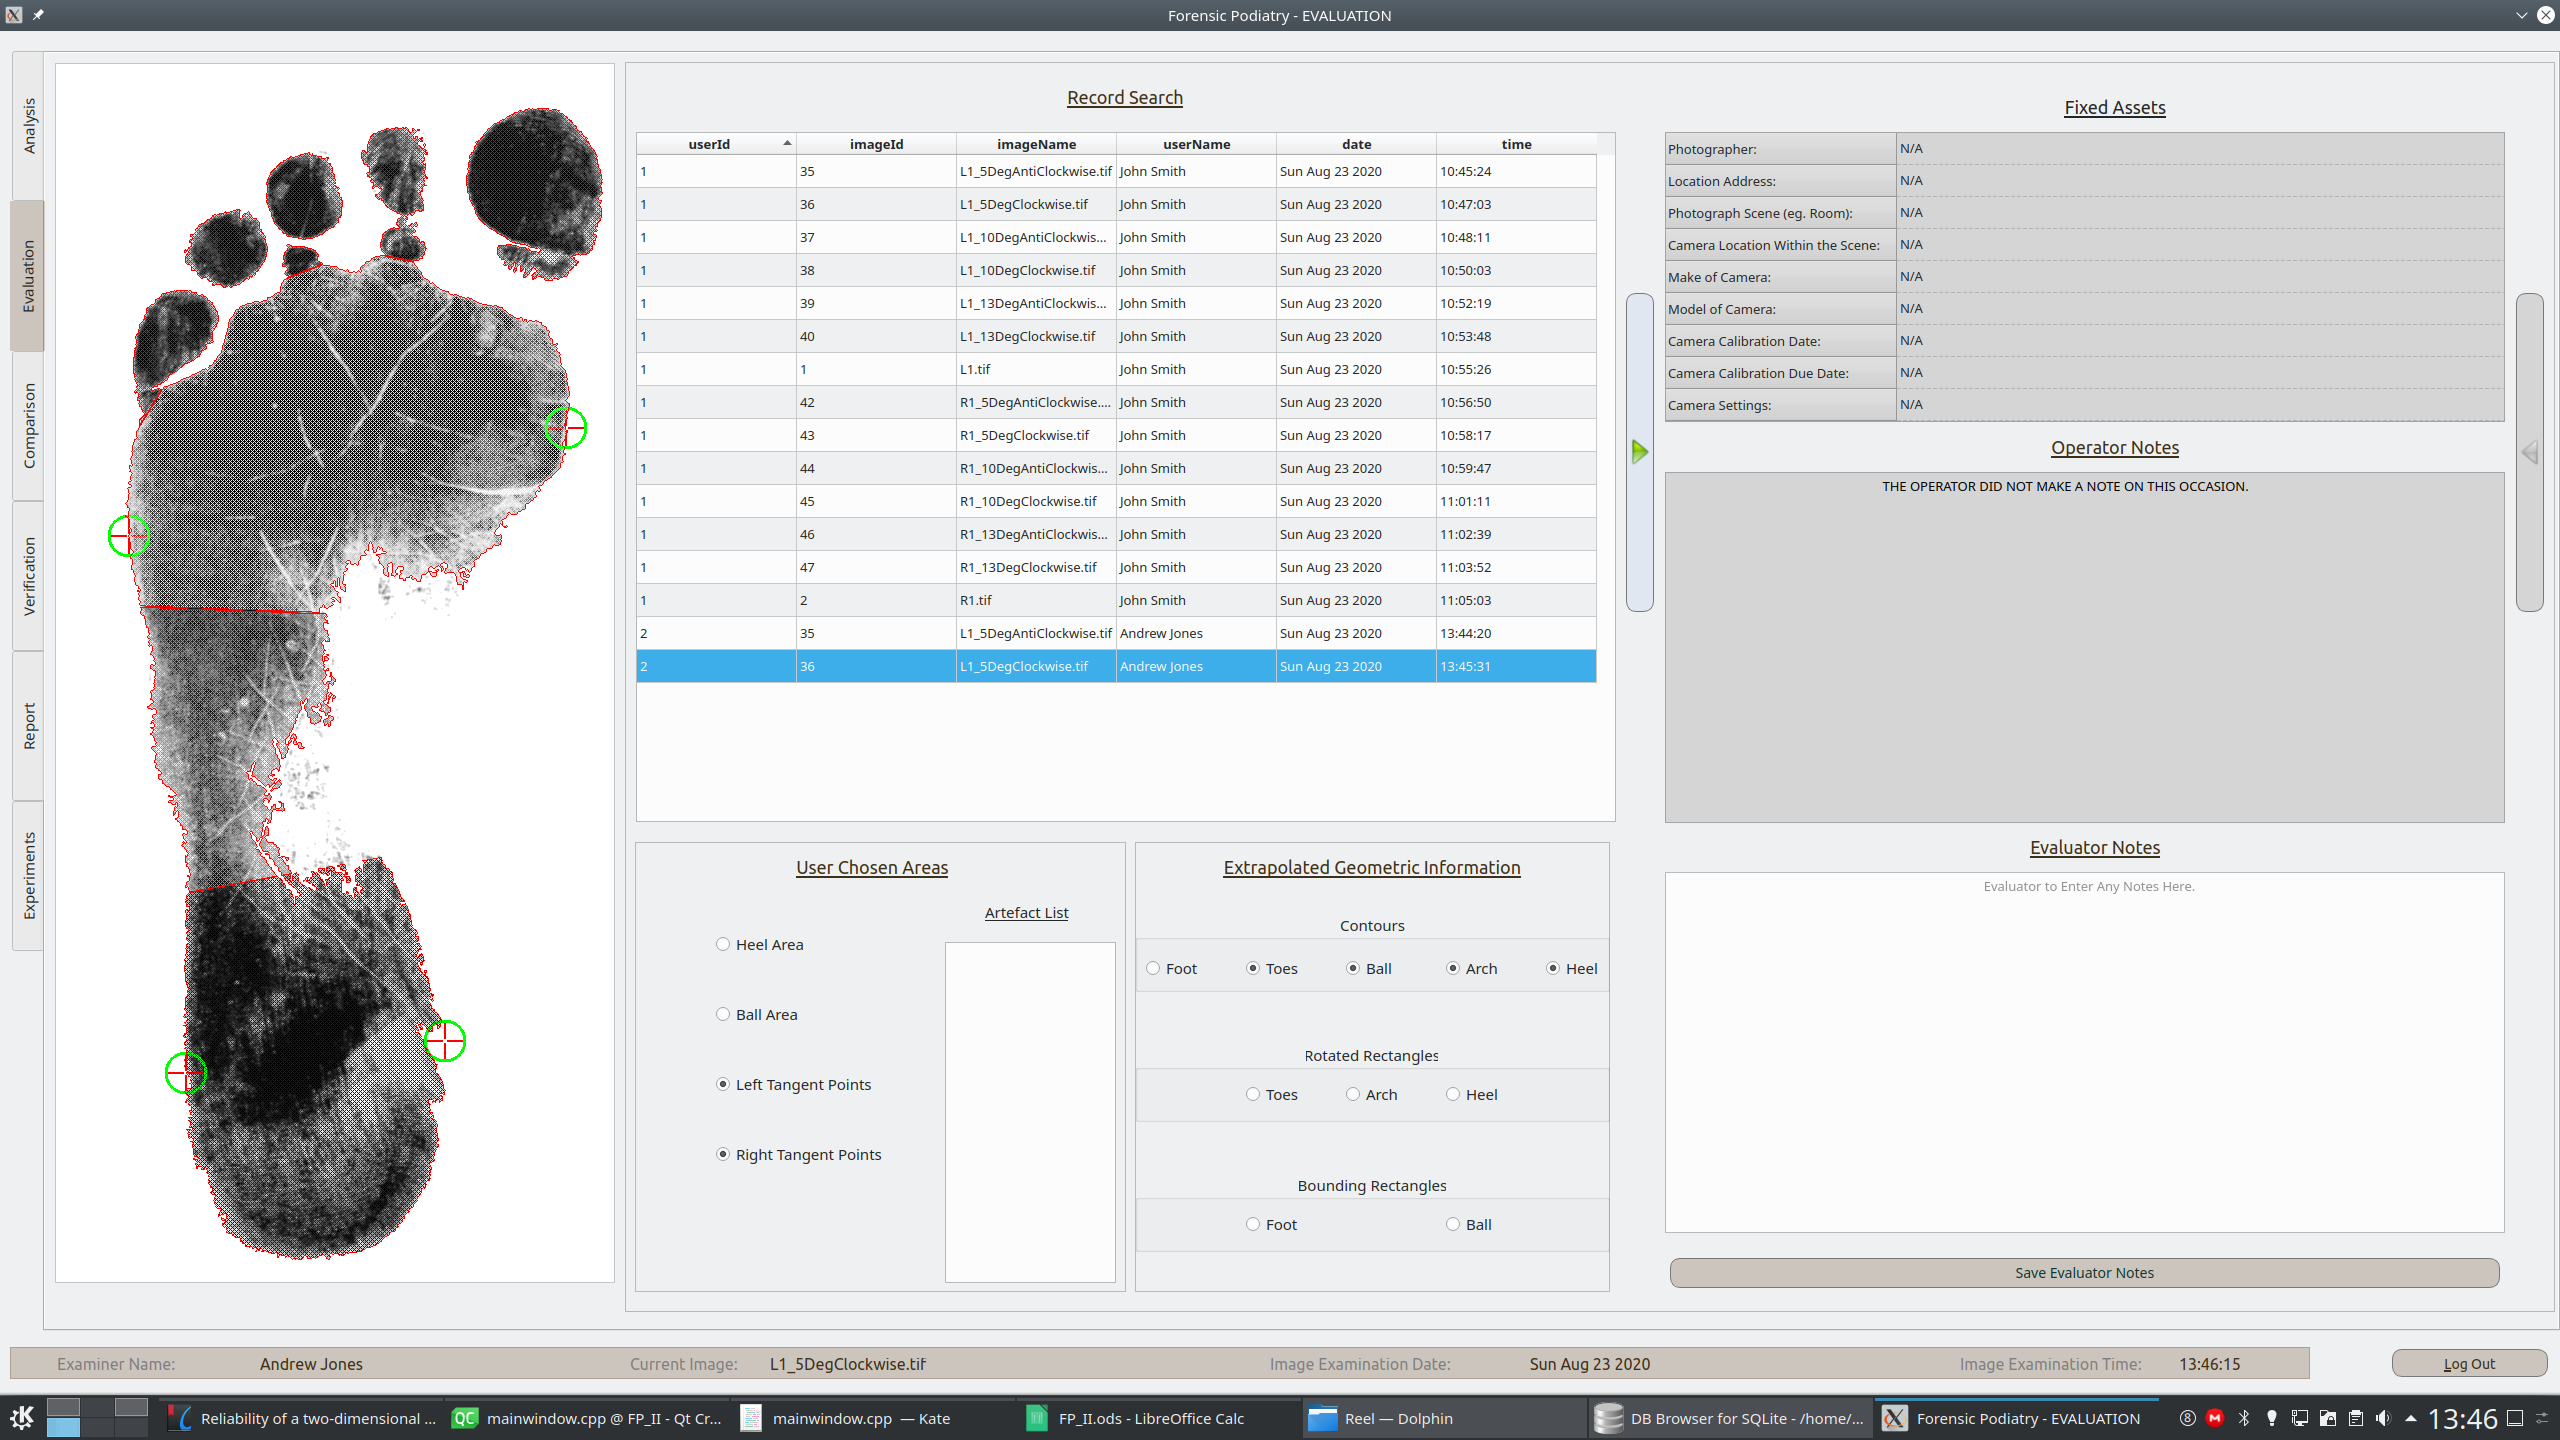 Forensic Podiatry - EVALUATION
Analysis
Evaluation
Comparison
Verification
Report
Experiments
Record Search
userId imageId imageName userName date time
1 35 L1_5DegAntiClockwise.tif John Smith Sun Aug 23 2020 10:45:24
1 36 L1_5DegClockwise.tif John Smith Sun Aug 23 2020 10:47:03
1 37 L1_10DegAntiClockwis... John Smith Sun Aug 23 2020 10:48:11
1 38 L1_10DegClockwise.tif John Smith Sun Aug 23 2020 10:50:03
1 39 L1_13DegAntiClockwis... John Smith Sun Aug 23 2020 10:52:19
1 40 L1_13DegClockwise.tif John Smith Sun Aug 23 2020 10:53:48
1 1 L1.tif John Smith Sun Aug 23 2020 10:55:26
1 42 R1_5DegAntiClockwise.... John Smith Sun Aug 23 2020 10:56:50
1 43 R1_5DegClockwise.tif John Smith Sun Aug 23 2020 10:58:17
1 44 R1_10DegAntiClockwis... John Smith Sun Aug 23 2020 10:59:47
1 45 R1_10DegClockwise.tif John Smith Sun Aug 23 2020 11:01:11
1 46 R1_13DegAntiClockwis... John Smith Sun Aug 23 2020 11:02:39
1 47 R1_13DegClockwise.tif John Smith Sun Aug 23 2020 11:03:52
1 2 R1.tif John Smith Sun Aug 23 2020 11:05:03
2 35 L1_5DegAntiClockwise.tif Andrew Jones Sun Aug 23 2020 13:44:20
2 36 L1_5DegClockwise.tif Andrew Jones Sun Aug 23 2020 13:45:31
User Chosen Areas
Artefact List
Heel Area
Ball Area
Left Tangent Points
Right Tangent Points
Extrapolated Geometric Information
Contours
Foot Toes Ball Arch Heel
Rotated Rectangles
Toes Arch Heel
Bounding Rectangles
Foot Ball
Fixed Assets
Photographer: N/A
Location Address: N/A
Photograph Scene (eg. Room): N/A
Camera Location Within the Scene: N/A
Make of Camera: N/A
Model of Camera: N/A
Camera Calibration Date: N/A
Camera Calibration Due Date: N/A
Camera Settings: N/A
Operator Notes
THE OPERATOR DID NOT MAKE A NOTE ON THIS OCCASION.
Evaluator Notes
Evaluator to Enter Any Notes Here.
Save Evaluator Notes
Examiner Name: Andrew Jones Current Image: L1_5DegClockwise.tif Image Examination Date: Sun Aug 23 2020 Image Examination Time: 13:46:15 Log Out
Reliability of a two-dimensional ... QC mainwindow.cpp @ FP_II - Qt Cr... mainwindow.cpp — Kate FP_II.ods - LibreOffice Calc Reel — Dolphin DB Browser for SQLite - /home/... Forensic Podiatry - EVALUATION 8 M 13:46